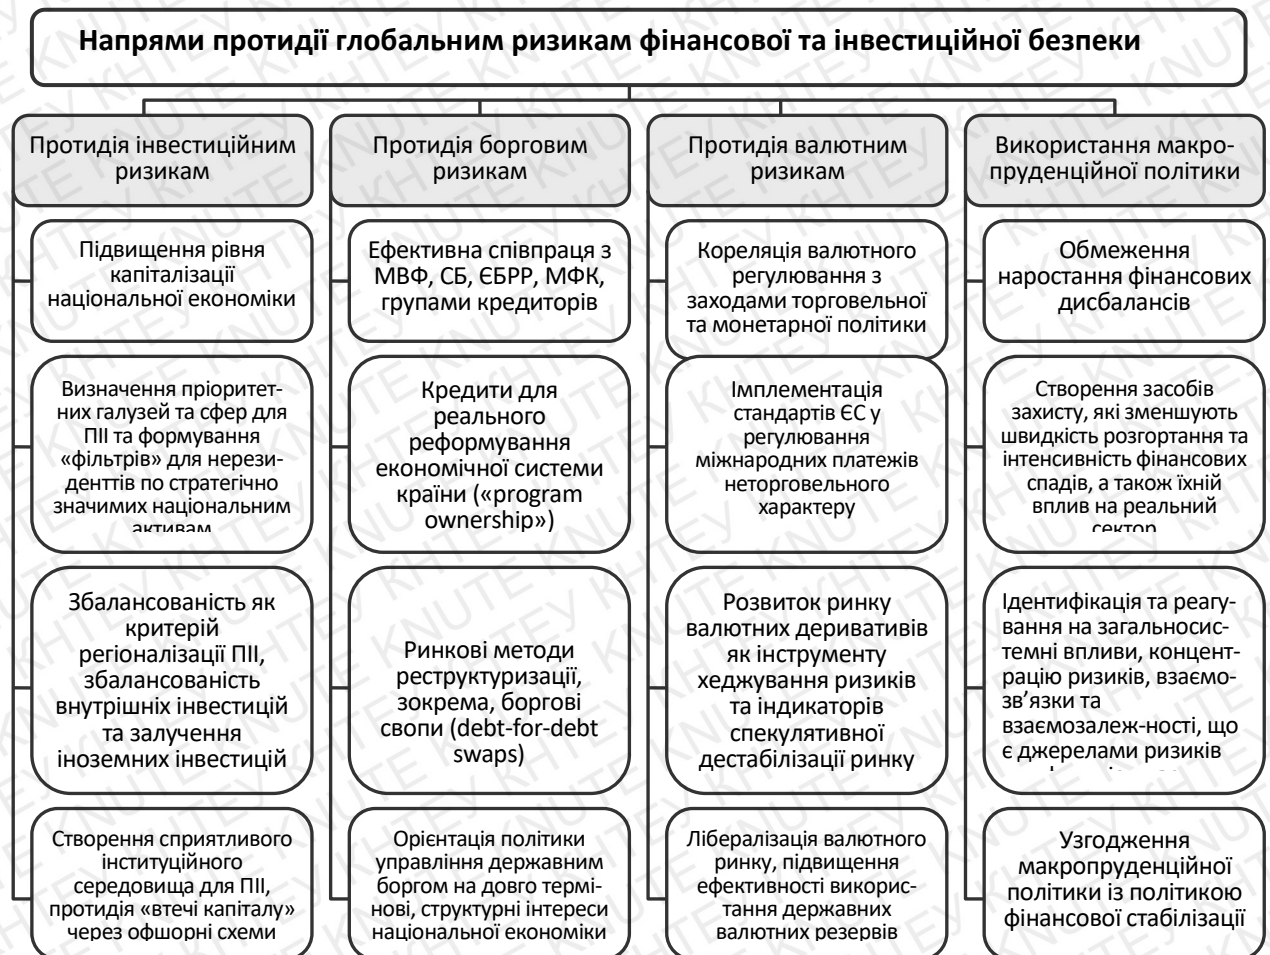 Напрями протидії глобальним ризикам фінансової та інвестиційної безпеки
Протидія інвестиційним
ризикам
Підвищення рівня
капіталізації
національної економіки
Визначення пріоритет-
них галузей та сфер для
ПІІ та формування
«фільтрів» для нерези-
денттів по стратегічно
значимих національним
активам
Збалансованість як
критерій
регіоналізації ПІІ,
збалансованість
внутрішніх інвестицій
та залучення
іноземних інвестицій
Створення сприятливого
інституційного
середовища для ПІІ,
протидія «втечі капіталу»
через офшорні схеми
Протидія борговим
ризикам
Ефективна співпраця з
МВФ, СБ, ЄБРР, МФК,
групами кредиторів
Кредити для
реального
реформування
економічної системи
країни («program
ownership»)
Ринкові методи
реструктуризації,
зокрема, боргові
свопи (debt-for-debt
swaps)
Орієнтація політики
управління державним
боргом на довго термі-
нові, структурні інтереси
національної економіки
Протидія валютним
ризикам
Кореляція валютного
регулювання з
заходами торговельної
та монетарної політики
Імплементація
стандартів ЄС у
регулювання
міжнародних платежів
неторговельного
характеру
Розвиток ринку
валютних деривативів
як інструменту
хеджування ризиків
та індикаторів
спекулятивної
дестабілізації ринку
Лібералізація валютного
ринку, підвищення
ефективності викорис-
тання державних
валютних резервів
Використання макро-
пруденційної політики
Обмеження
наростання фінансових
дисбалансів
Створення засобів
захисту, які зменшують
швидкість розгортання та
інтенсивність фінансових
спадів, а також їхній
вплив на реальний
сектор
Ідентифікація та реагу-
вання на загальносис-
темні впливи, концент-
рацію ризиків, взаємо-
зв’язки та
взаємозалеж-ності, що
є джерелами ризиків
Узгодження
макропруденційної
політики із політикою
фінансової стабілізації